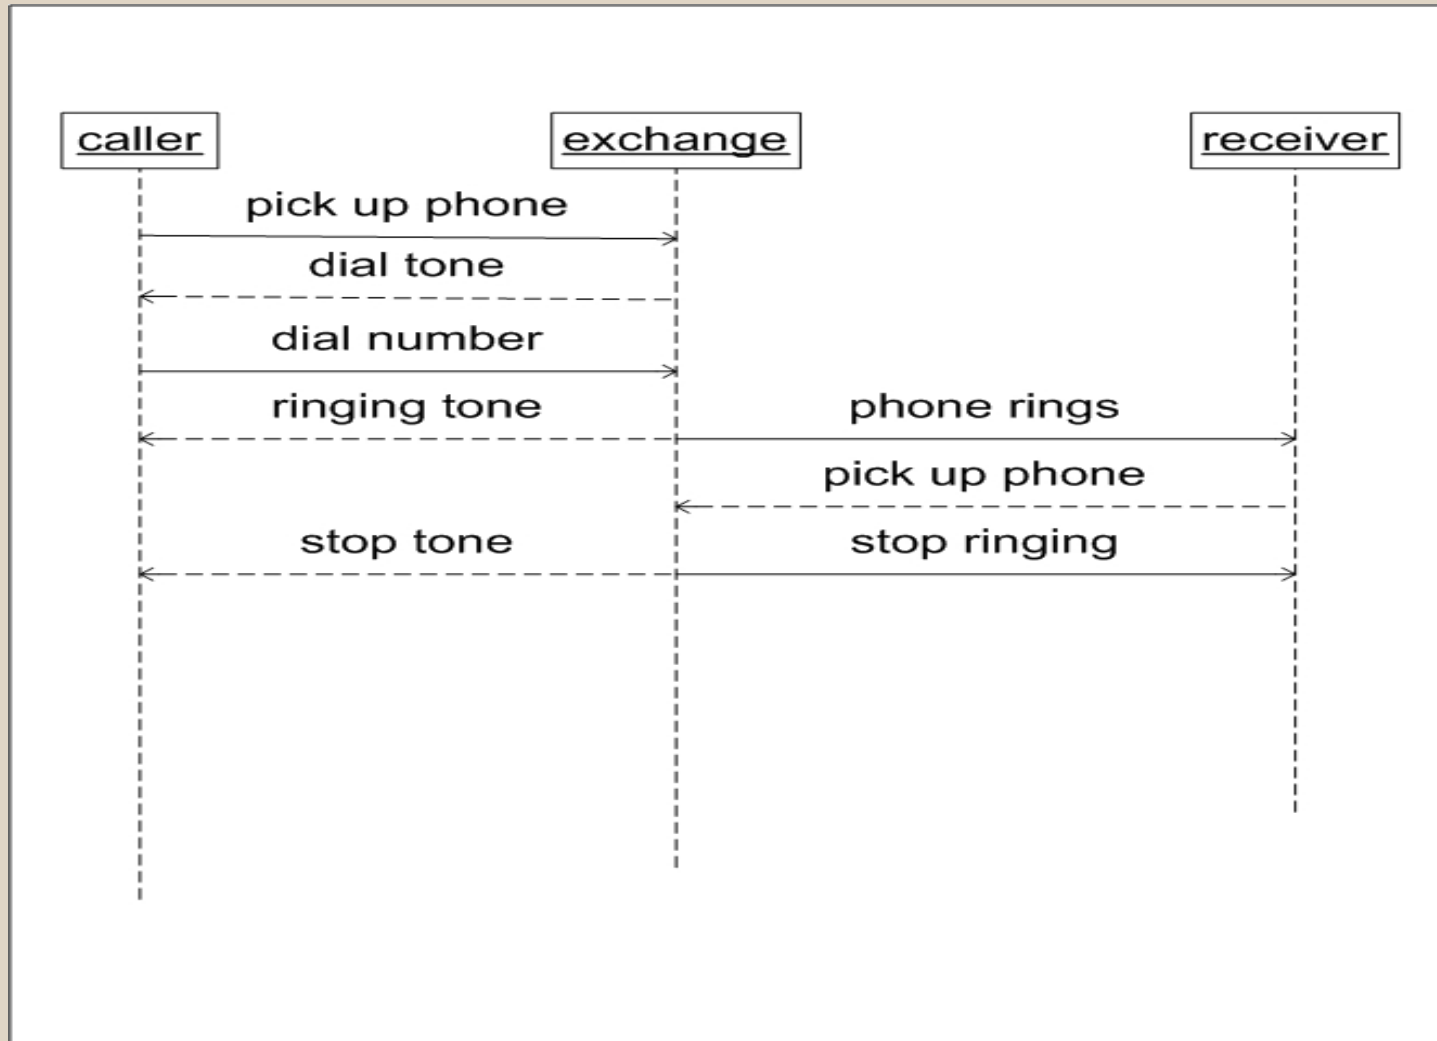 caller
exchange
receiver
pick up phone
dial tone
dial number
ringing tone
phone rings
pick up phone
stop tone
stop ringing